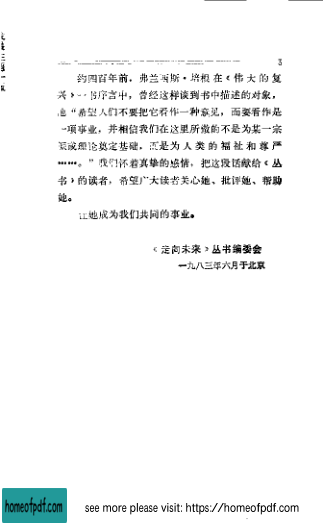 3
约四百年前，弗兰西斯·培根在《伟大的复
兴》一书序言中，曾经这样谈到书中描述的对象，
他“希望人们不要把它看作一种意见，而要看作是
一项事业，并相信我们在这里所做的不是为某一宗
派或理论奠定基础，而是为人类的福祉和尊严
……。”我们怀着真挚的感情，把这段话献给《丛
书》的读者，希望广大读者关心她、批评她、帮助
她。
让她成为我们共同的事业。
《走向未来》丛书编委会
一九八三年六月于北京
homeofpdf.com
see more please visit: https://homeofpdf.com